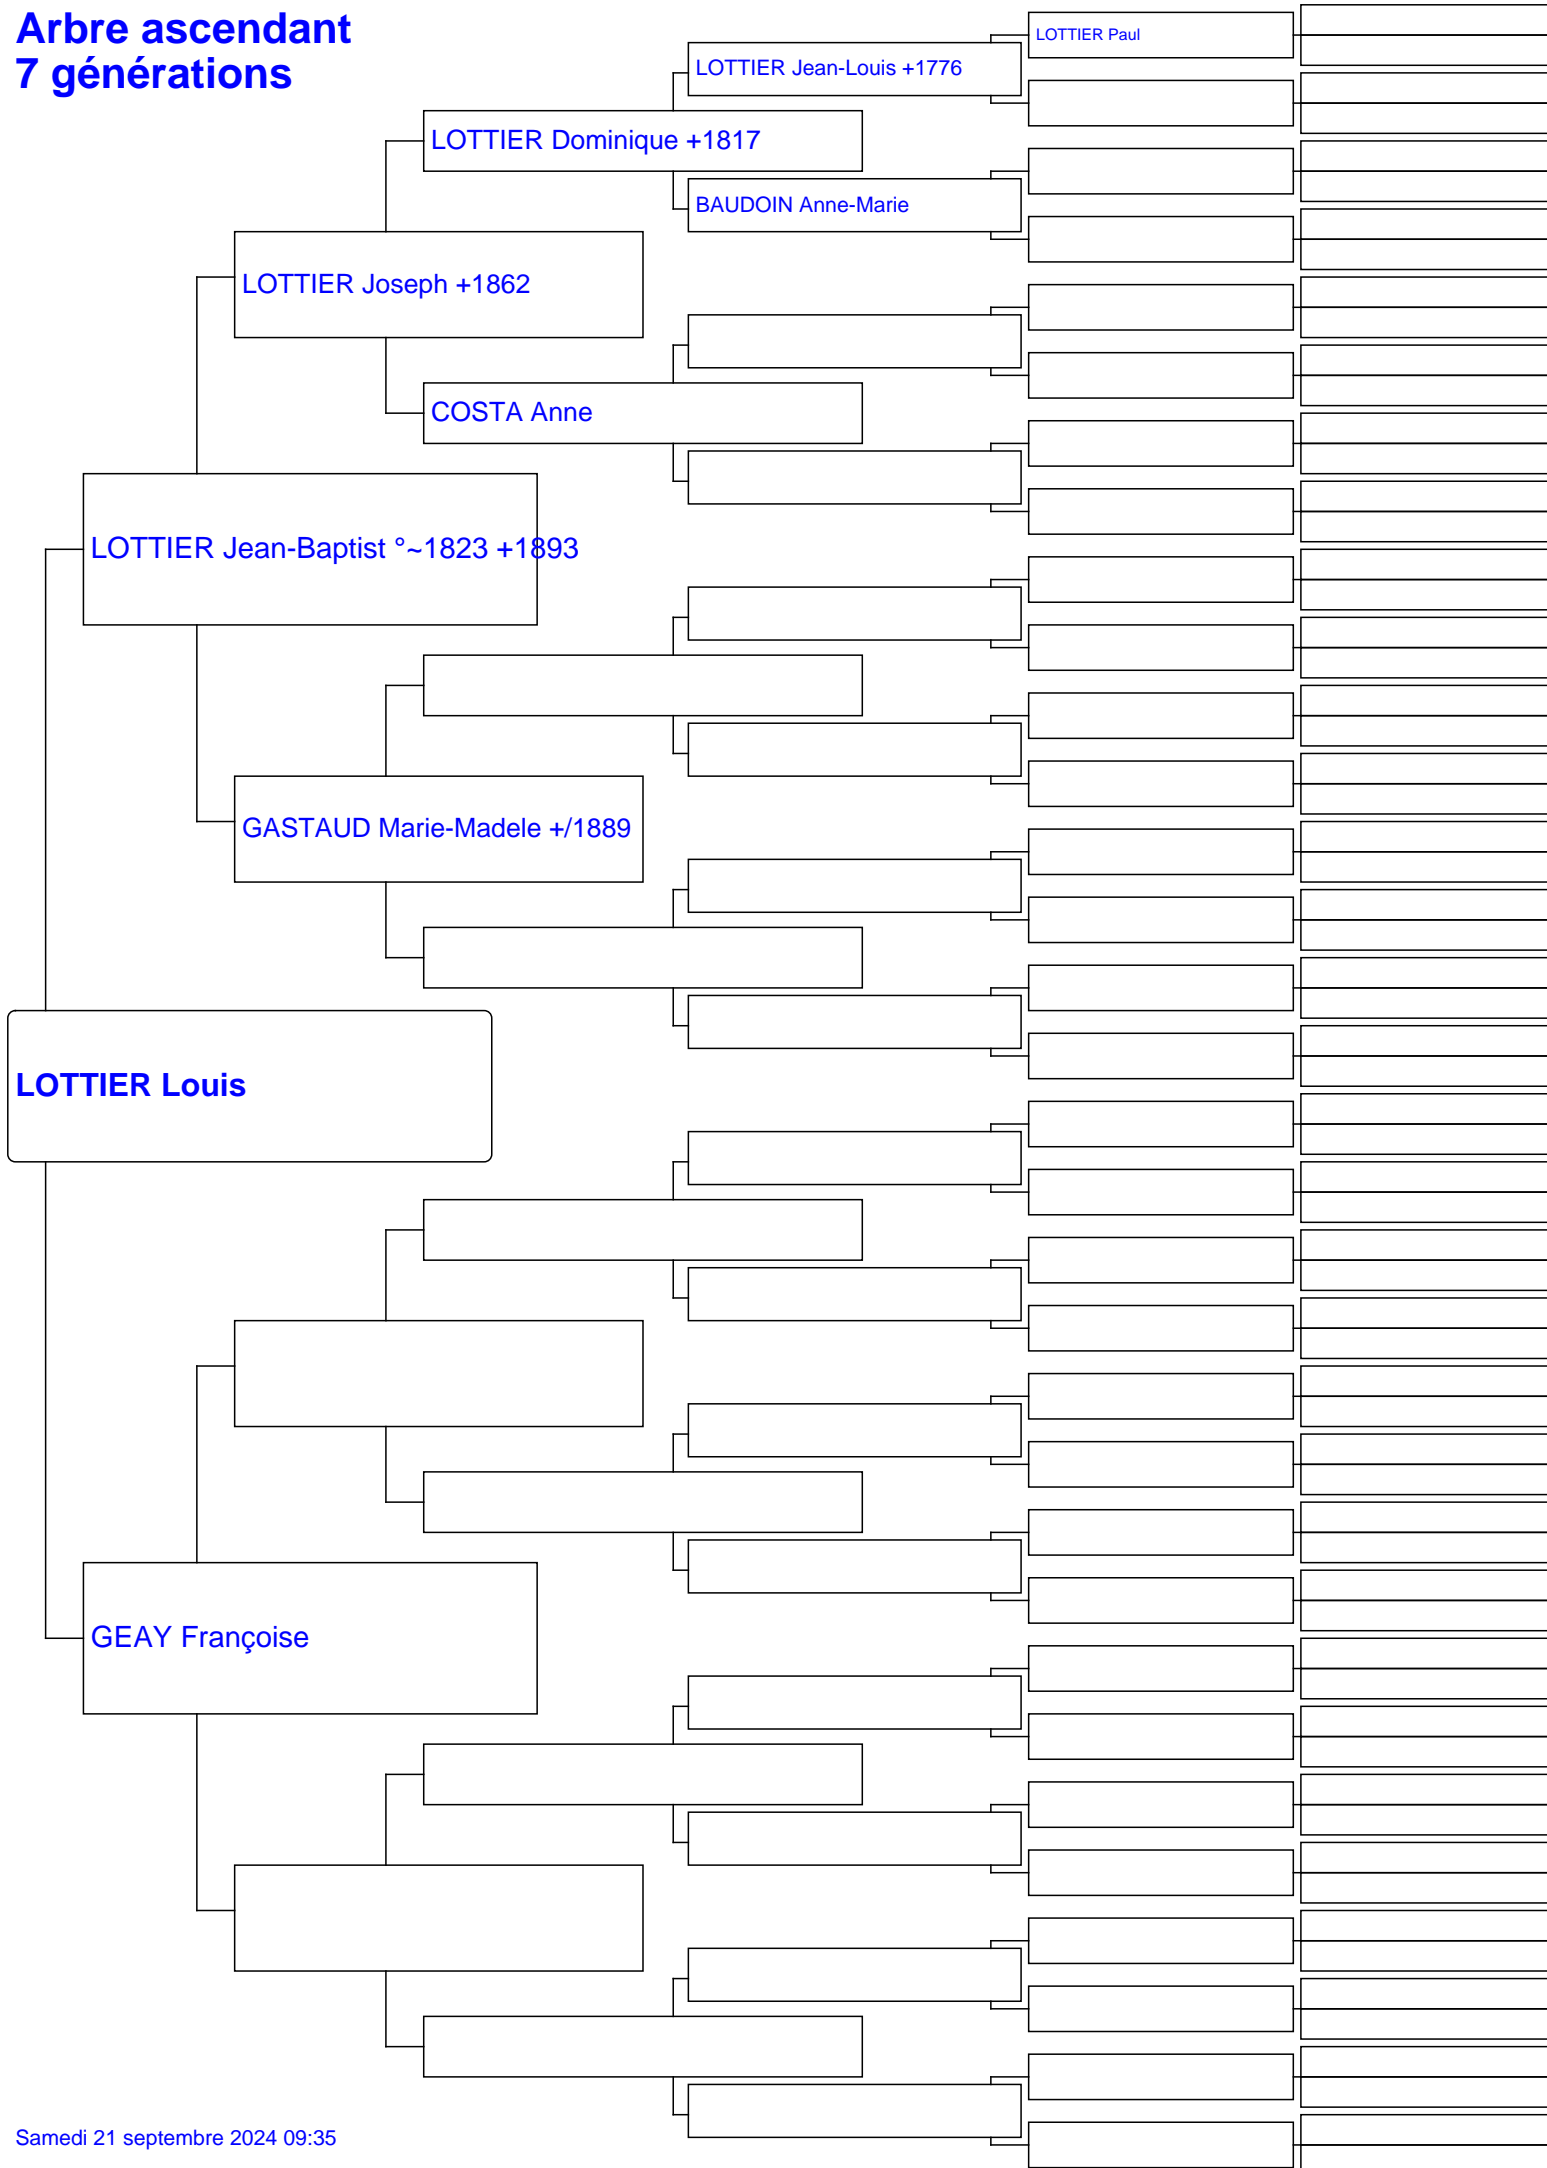 Arbre ascendant
7 générations
LOTTIER Paul
LOTTIER Jean-Louis +1776
LOTTIER Dominique +1817
BAUDOIN Anne-Marie
LOTTIER Joseph +1862
COSTA Anne
LOTTIER Jean-Baptist °~1823 +1893
GASTAUD Marie-Madele +/1889
LOTTIER Louis
GEAY Françoise
Samedi 21 septembre 2024 09:35